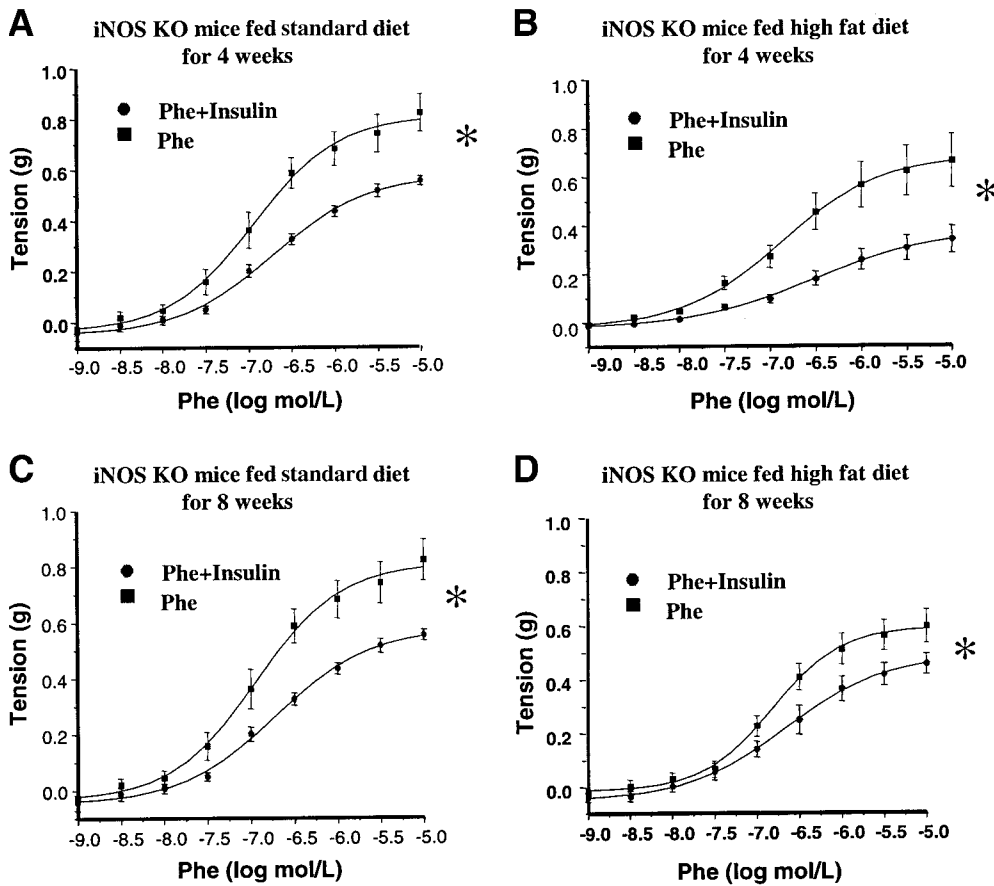 A
iNOS KO mice fed standard diet
for 4 weeks
1.0
0.8
0.6
0.4
0.2
0.0
Tension (g)
Phe+Insulin
Phe
*
-9.0 -8.5 -8.0 -7.5 -7.0 -6.5 -6.0 -5.5 -5.0
Phe (log mol/L)
B
iNOS KO mice fed high fat diet
for 4 weeks
1.0
0.8
0.6
0.4
0.2
0.0
Tension (g)
Phe+Insulin
Phe
*
-9.0 -8.5 -8.0 -7.5 -7.0 -6.5 -6.0 -5.5 -5.0
Phe (log mol/L)
C
iNOS KO mice fed standard diet
for 8 weeks
1.0
0.8
0.6
0.4
0.2
0.0
Tension (g)
Phe+Insulin
Phe
*
-9.0 -8.5 -8.0 -7.5 -7.0 -6.5 -6.0 -5.5 -5.0
Phe (log mol/L)
D
iNOS KO mice fed high fat diet
for 8 weeks
1.0
0.8
0.6
0.4
0.2
0.0
Tension (g)
Phe+Insulin
Phe
*
-9.0 -8.5 -8.0 -7.5 -7.0 -6.5 -6.0 -5.5 -5.0
Phe (log mol/L)